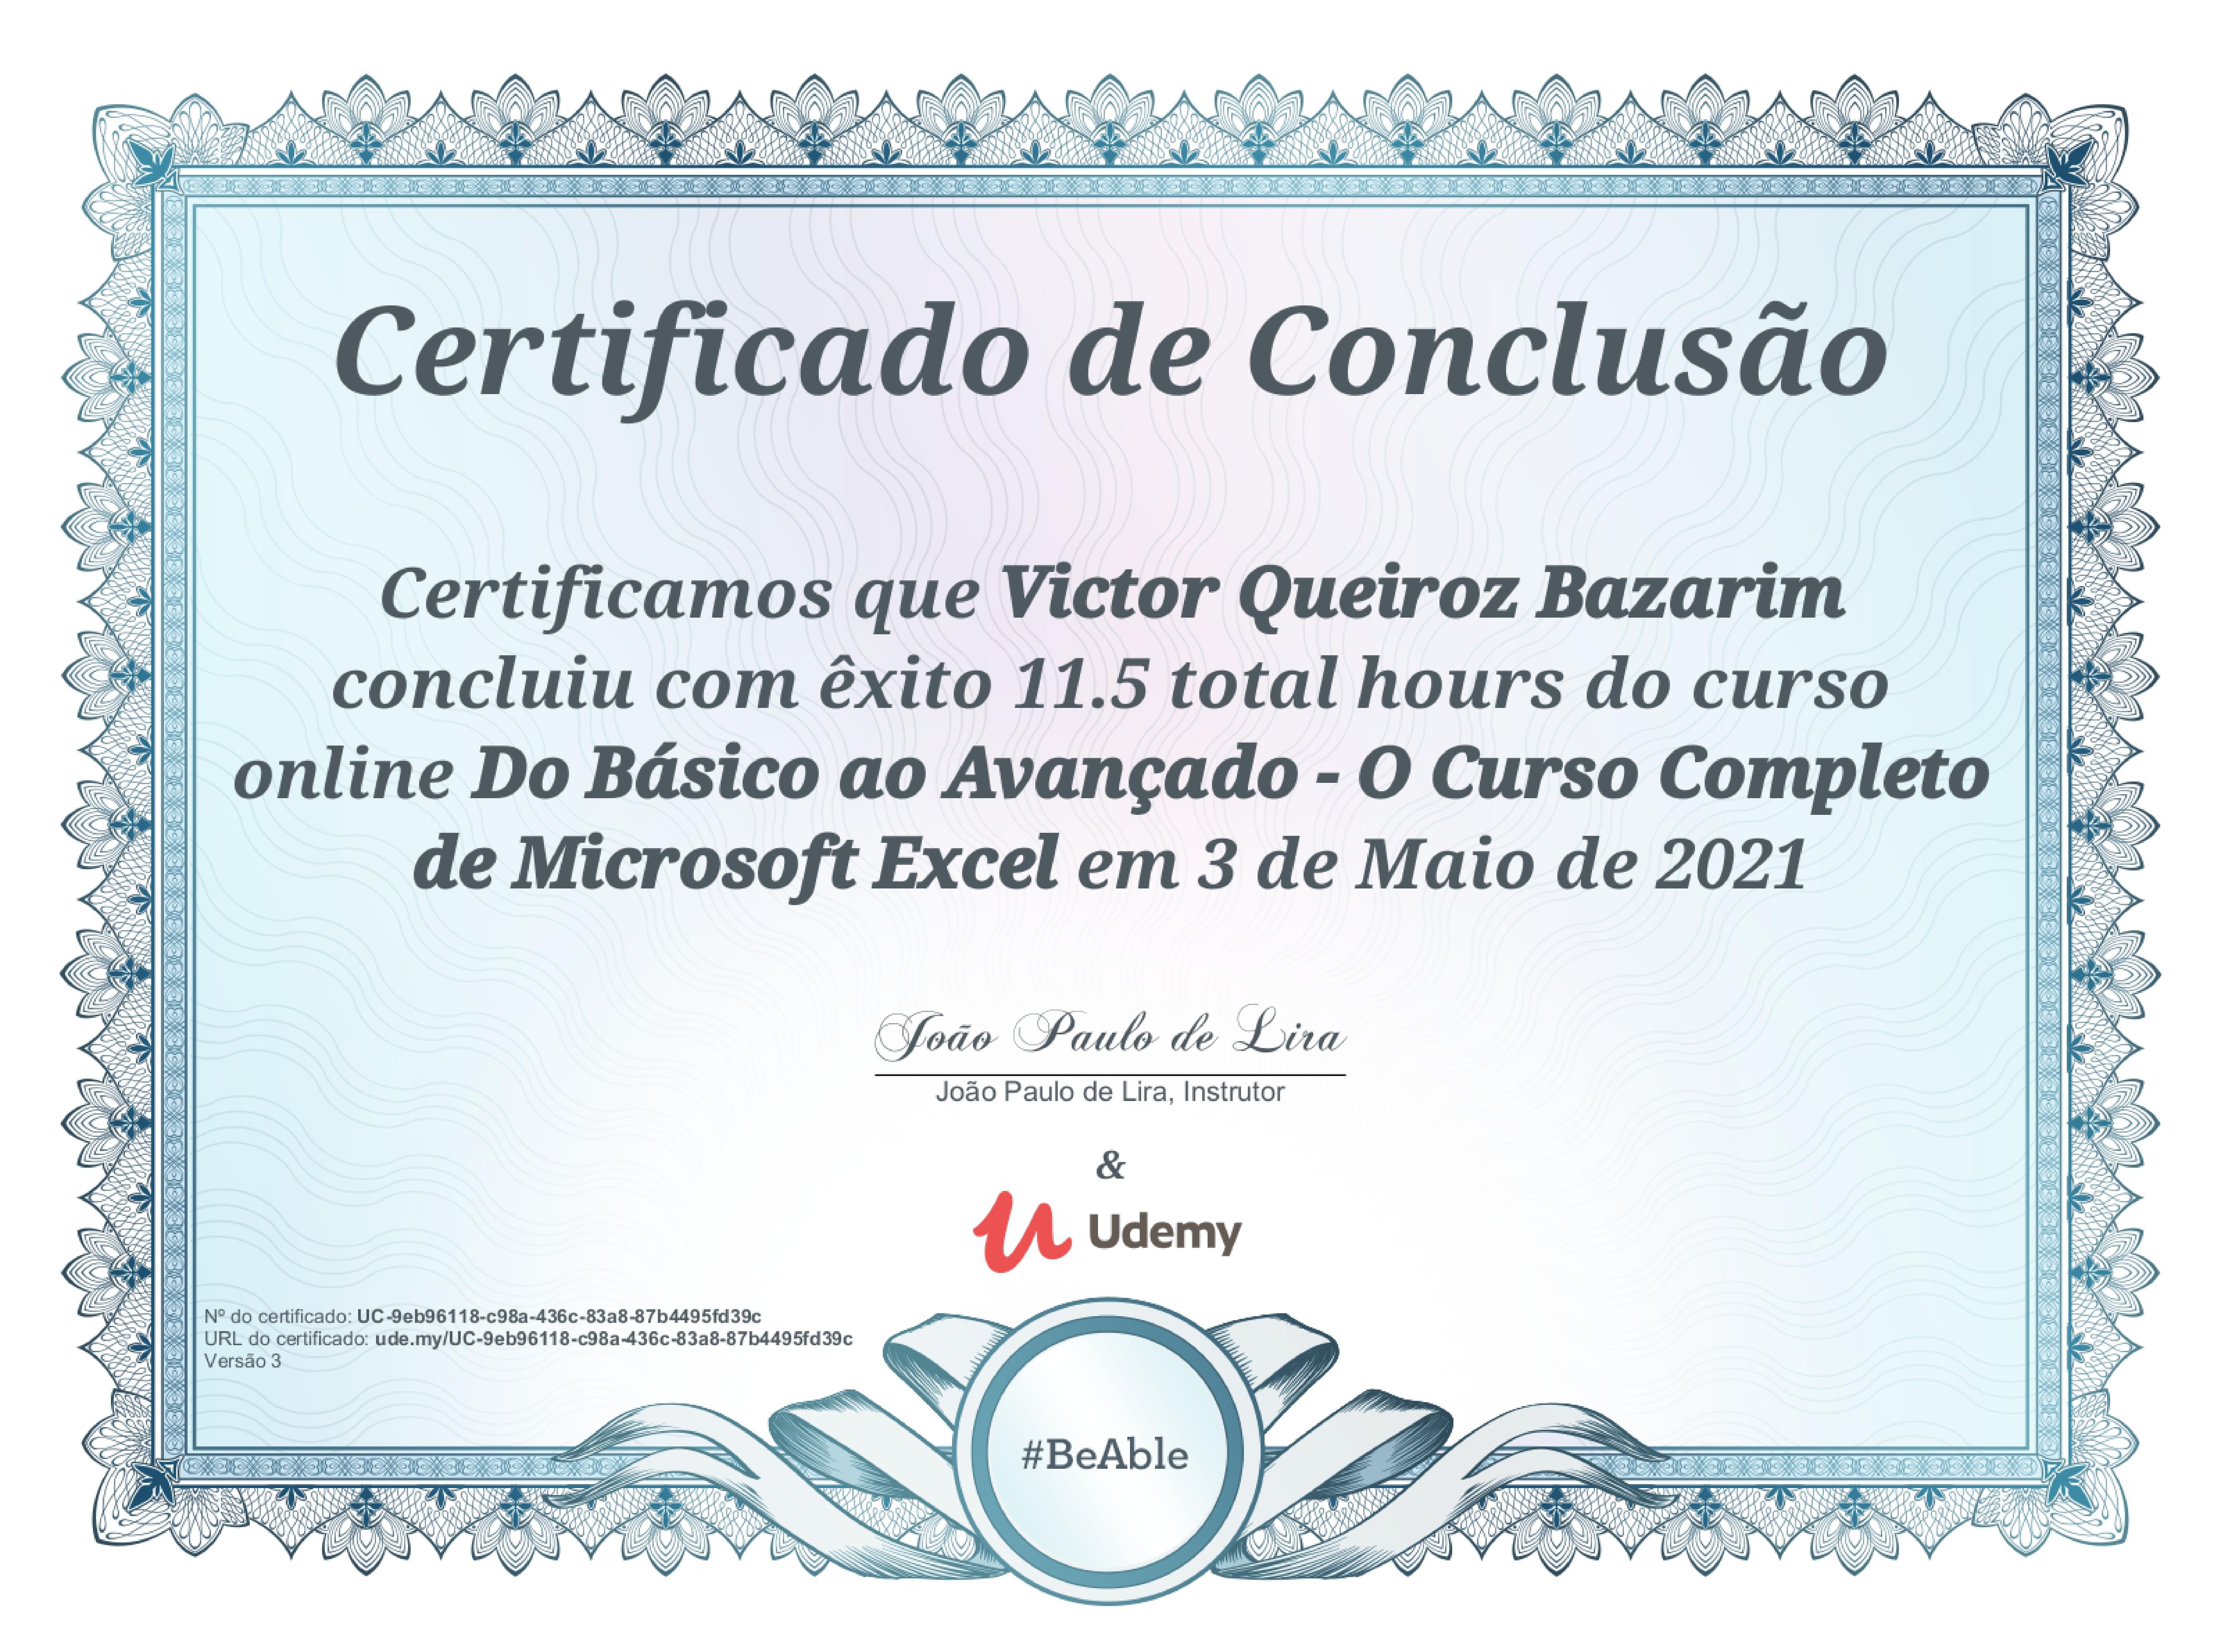 Certificado de Conclusão
Certificamos que Victor Queiroz Bazarim
concluiu com êxito 11.5 total hours do curso
online Do Básico ao Avançado - O Curso Completo
de Microsoft Excel em 3 de Maio de 2021
João Paulo de Lira
João Paulo de Lira, Instrutor
&
Udemy
Nº do certificado: UC-9eb96118-c98a-436c-83a8-87b4495fd39c
URL do certificado: ude.my/UC-9eb96118-c98a-436c-83a8-87b4495fd39c
Versão 3
#BeAble